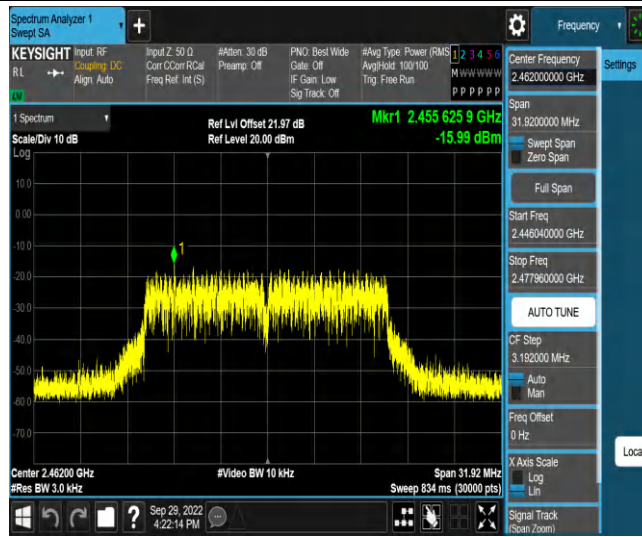 Spectrum Analyzer 1
Swept SA
+
Frequency
KEYSIGHT
RL
Input: RF
Coupling: DC
Align: Auto
Input Z: 50 Ω
Corr CCorr RCal
Freq Ref: Int (S)
#Atten: 30 dB
Preamp: Off
PNO: Best Wide
Gate: Off
IF Gain: Low
Sig Track: Off
#Avg Type: Power (RMS
Avg|Hold: 100/100
Trig: Free Run
1 2 3 4 5 6
M W W W W W
P P P P P P
LV
1 Spectrum
Scale/Div 10 dB
Log
Ref Lvl Offset 21.97 dB
Ref Level 20.00 dBm
Mkr1 2.455 625 9 GHz
-15.99 dBm
10.0
0.00
-10.0
-20.0
-30.0
-40.0
-50.0
-60.0
-70.0
1
Center 2.46200 GHz
#Res BW 3.0 kHz
#Video BW 10 kHz
Span 31.92 MHz
Sweep 834 ms (30000 pts)
Sep 29, 2022
4:22:14 PM
?
Center Frequency
2.462000000 GHz
Settings
Span
31.9200000 MHz
Swept Span
Zero Span
Full Span
Start Freq
2.446040000 GHz
Stop Freq
2.477960000 GHz
AUTO TUNE
CF Step
3.192000 MHz
Auto
Man
Freq Offset
0 Hz
X Axis Scale
Log
Lin
Loca
Signal Track
(Span Zoom)